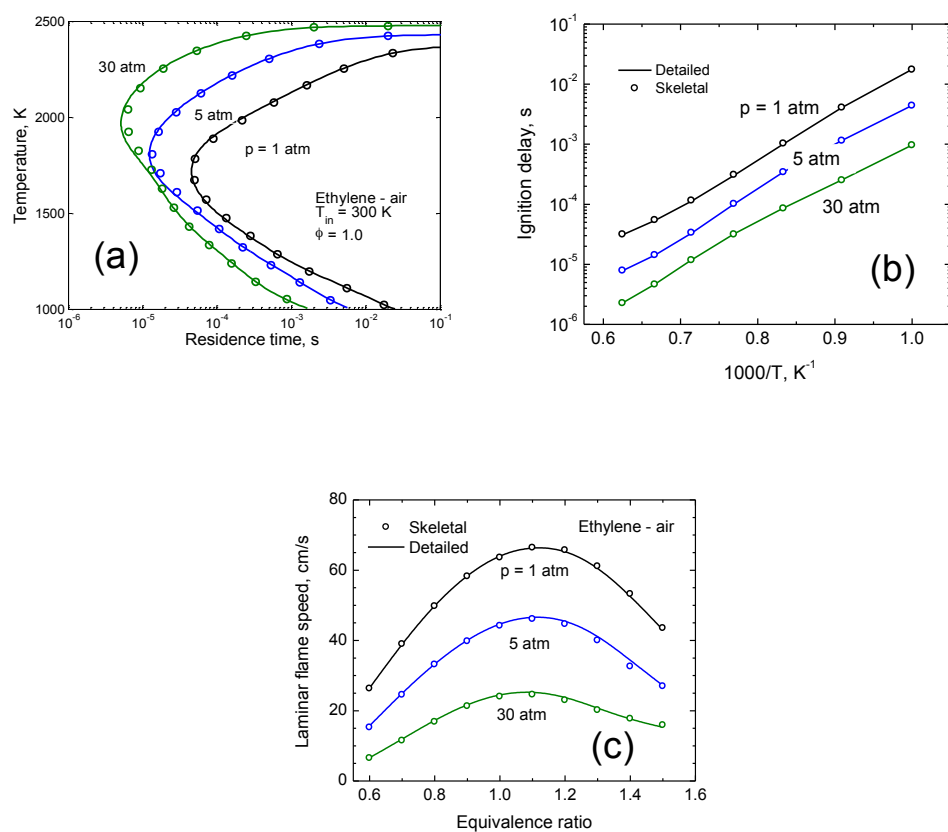 2500
2000
1500
1000
Temperature, K
30 atm
5 atm
p = 1 atm
Ethylene - air
T_in = 300 K
ϕ = 1.0
(a)
10^-6
10^-5
10^-4
10^-3
10^-2
10^-1
Residence time, s
10^-1
10^-2
10^-3
10^-4
10^-5
10^-6
Ignition delay, s
Detailed
Skeletal
p = 1 atm
5 atm
30 atm
(b)
0.6
0.7
0.8
0.9
1.0
1000/T, K^-1
80
60
40
20
0
Laminar flame speed, cm/s
Skeletal
Detailed
Ethylene - air
p = 1 atm
5 atm
30 atm
(c)
0.6
0.8
1.0
1.2
1.4
1.6
Equivalence ratio